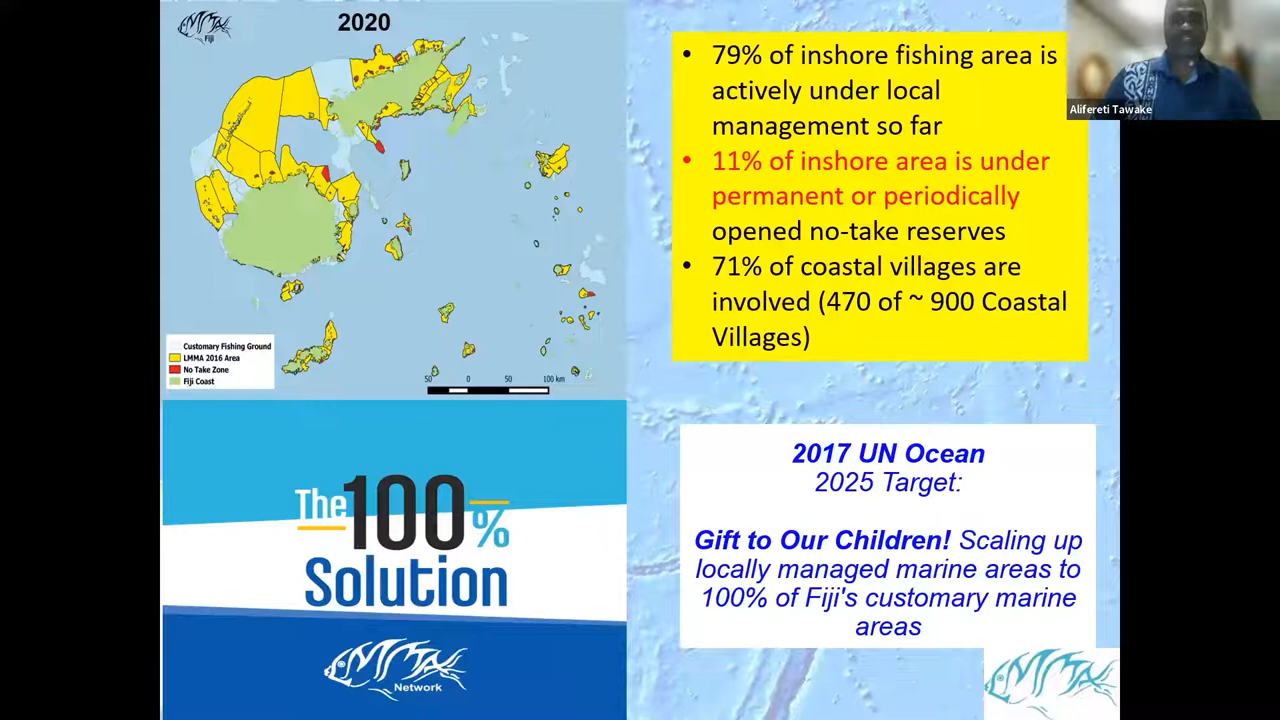 LMMA
Fiji
2020
Customary Fishing Ground
LMMA 2016 Area
No Take Zone
Fiji Coast
50 0 50 100 km
• 79% of inshore fishing area is
actively under local
management so far
• 11% of inshore area is under
permanent or periodically
opened no-take reserves
• 71% of coastal villages are
involved (470 of ~ 900 Coastal
Villages)
Alifereti Tawake
The 100%
Solution
LMMA
Network
2017 UN Ocean
2025 Target:
Gift to Our Children! Scaling up
locally managed marine areas to
100% of Fiji's customary marine
areas
LMMA